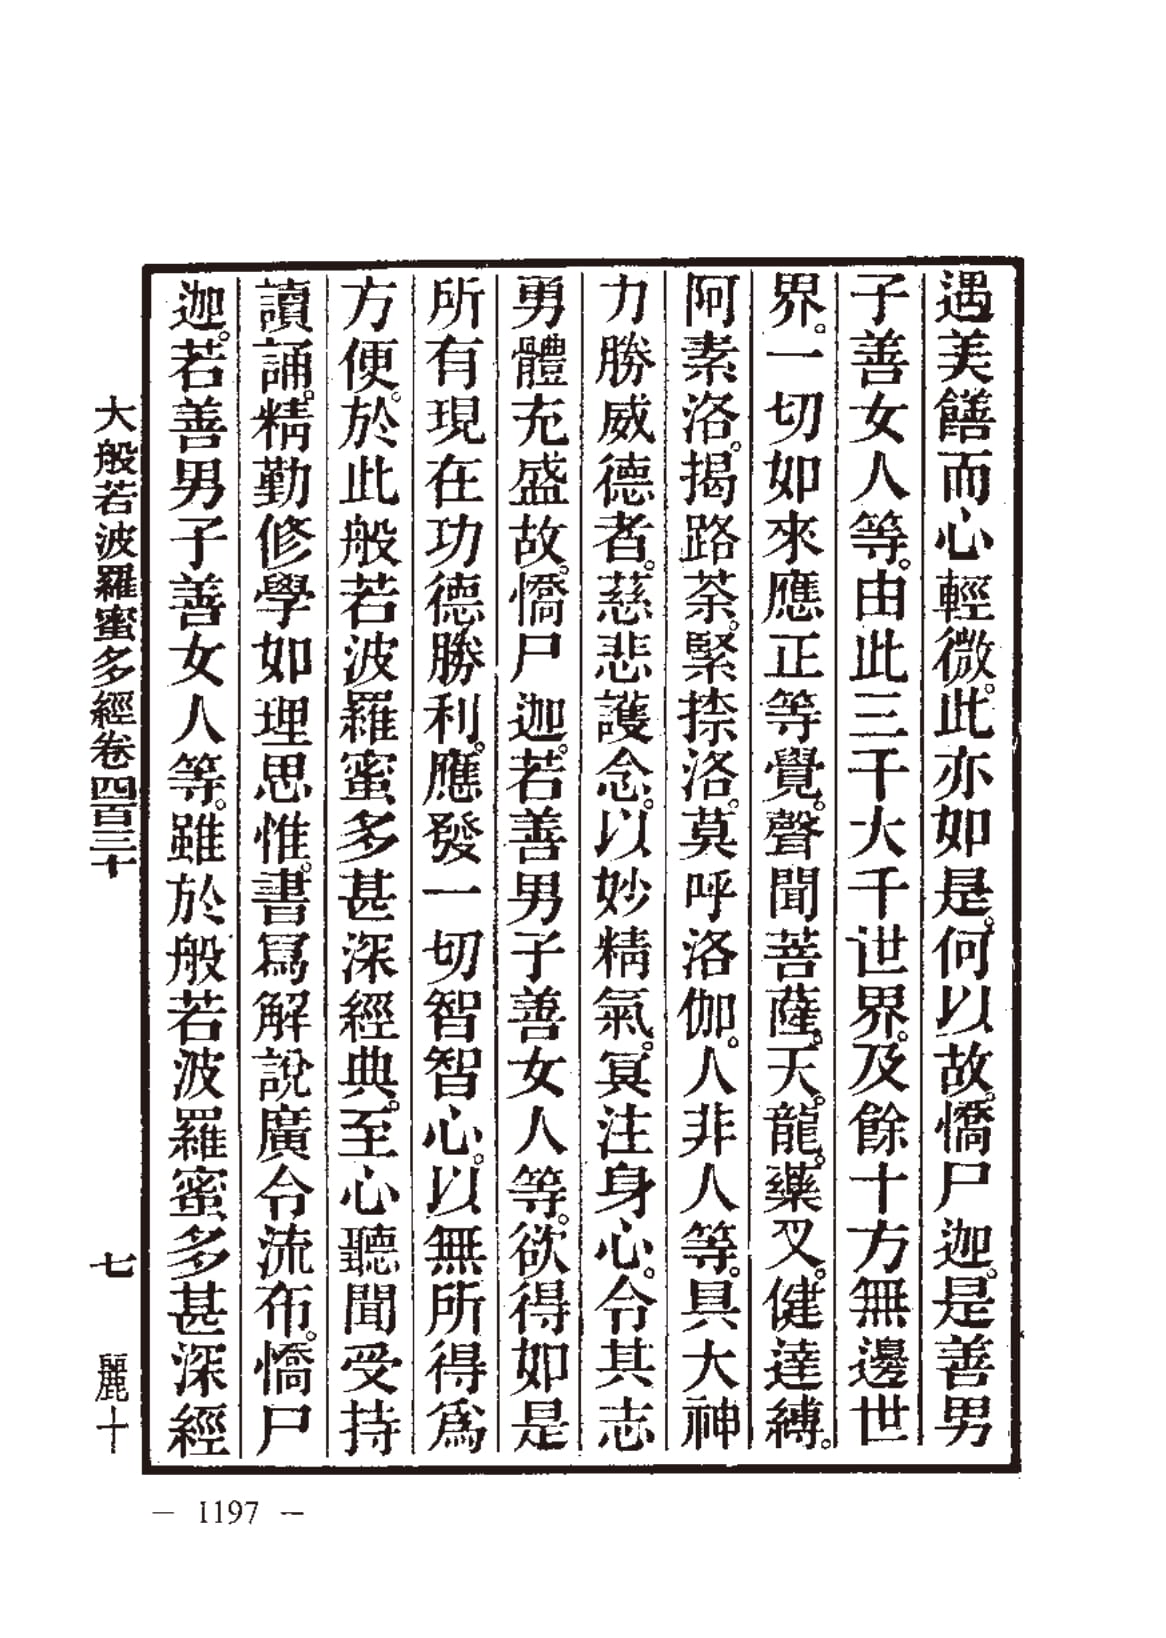 遇美饍而心輕微。此亦如是。何以故。憍尸迦。是善男
子善女人等。由此三千大千世界。及餘十方無邊世
界。一切如來應正等覺。聲聞菩薩。天。龍。藥叉。健達縛。
阿素洛。揭路荼。緊捺洛。莫呼洛伽。人非人等。具大神
力勝威德者。慈悲護念。以妙精氣。冥注身心。令其志
勇體充盛故。憍尸迦。若善男子善女人等。欲得如是
所有現在功德勝利。應發一切智智心。以無所得為
方便。於此般若波羅蜜多甚深經典。至心聽聞受持
讀誦。精勤修學如理思惟。書寫解說廣令流布。憍尸
迦。若善男子善女人等。雖於般若波羅蜜多甚深經
大般若波羅蜜多經卷四百三十 七 麗十
— 1197 —